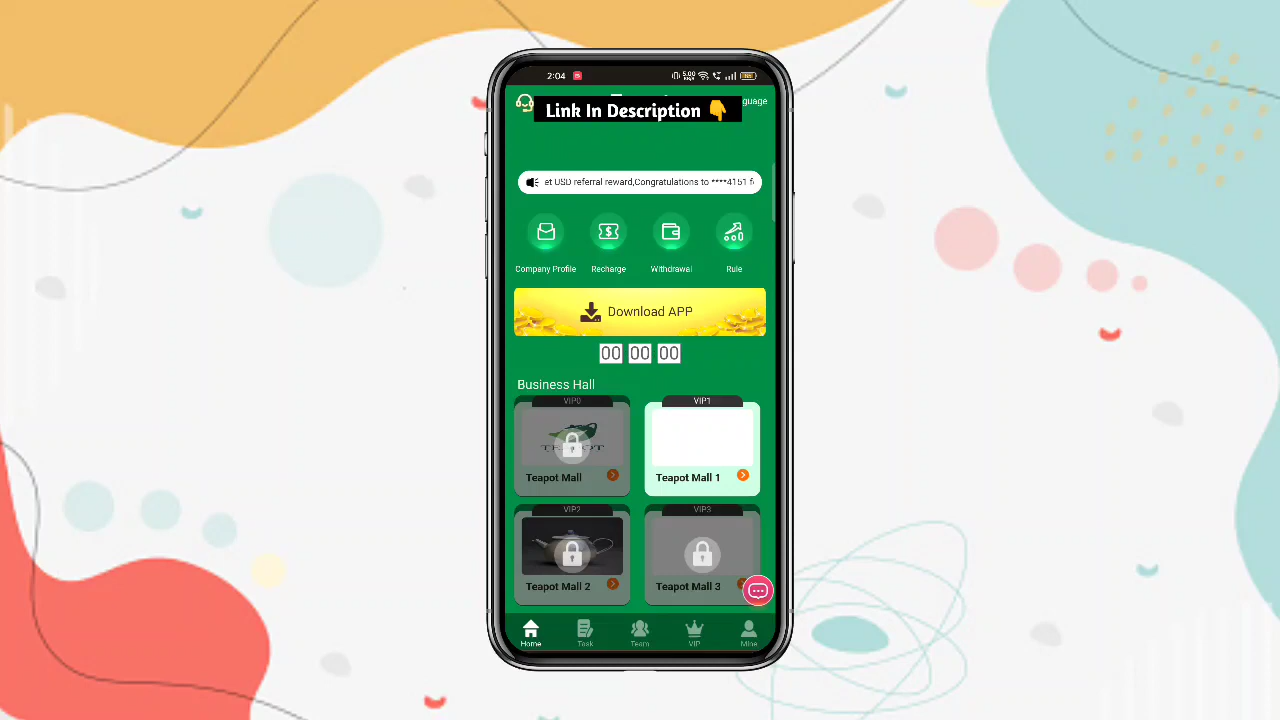 2:04
5.00
guage
Link In Description 👇
et USD referral reward,Congratulations to ****4151 f
Company Profile
Recharge
Withdrawal
Rule
Download APP
00 00 00
Business Hall
VIP0
VIP1
Teapot Mall
Teapot Mall 1
VIP2
VIP3
Teapot Mall 2
Teapot Mall 3
Home
Task
Team
VIP
Mine